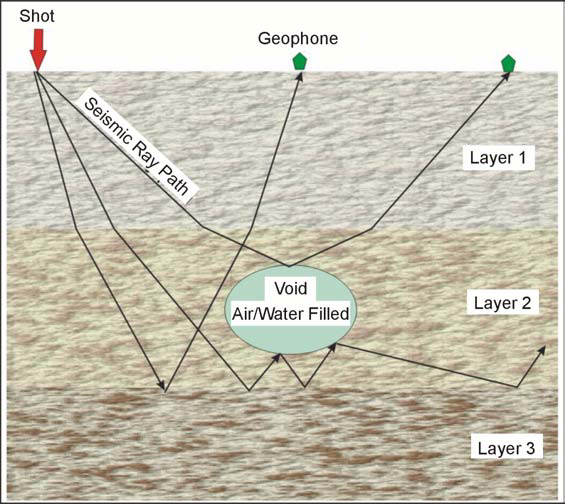 Shot
Geophone
Seismic Ray Path
Layer 1
Void
Air/Water Filled
Layer 2
Layer 3